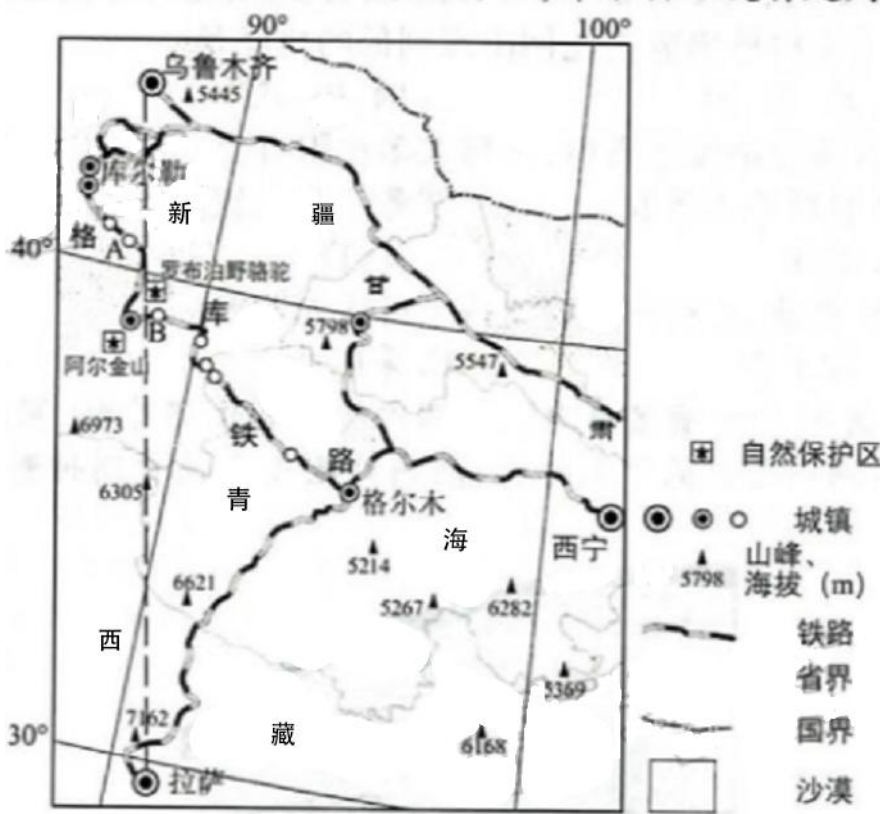 90°
100°
乌鲁木齐
5445
库尔勒
新
疆
格
A
40°
罗布泊野骆驼
甘
库
B
5798
阿尔金山
5547
6973
铁
肃
路
自然保护区
6305
青
格尔木
海
西宁
城镇
5214
山峰、
5798 海拔(m)
6621
5267
6282
铁路
西
5369
省界
7162
藏
6168
国界
30°
拉萨
沙漠